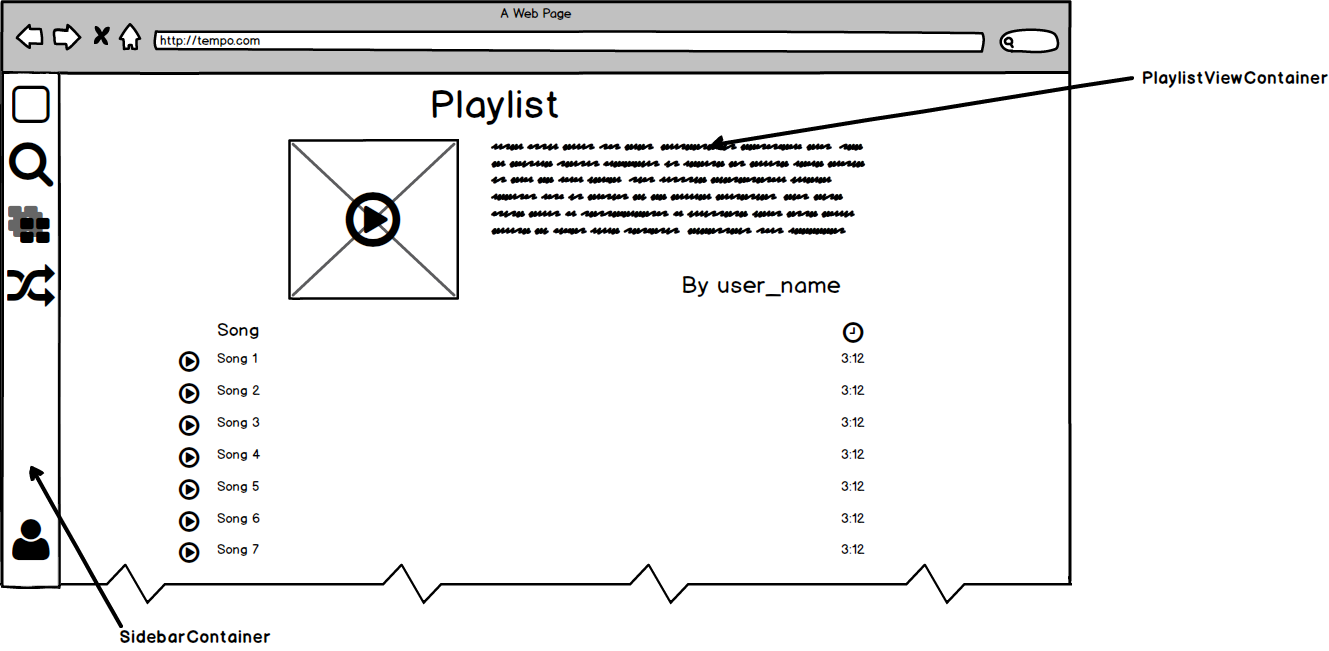 A Web Page
http://tempo.com
PlaylistViewContainer
Playlist
By user_name
Song
Song 1 3:12
Song 2 3:12
Song 3 3:12
Song 4 3:12
Song 5 3:12
Song 6 3:12
Song 7 3:12
SidebarContainer